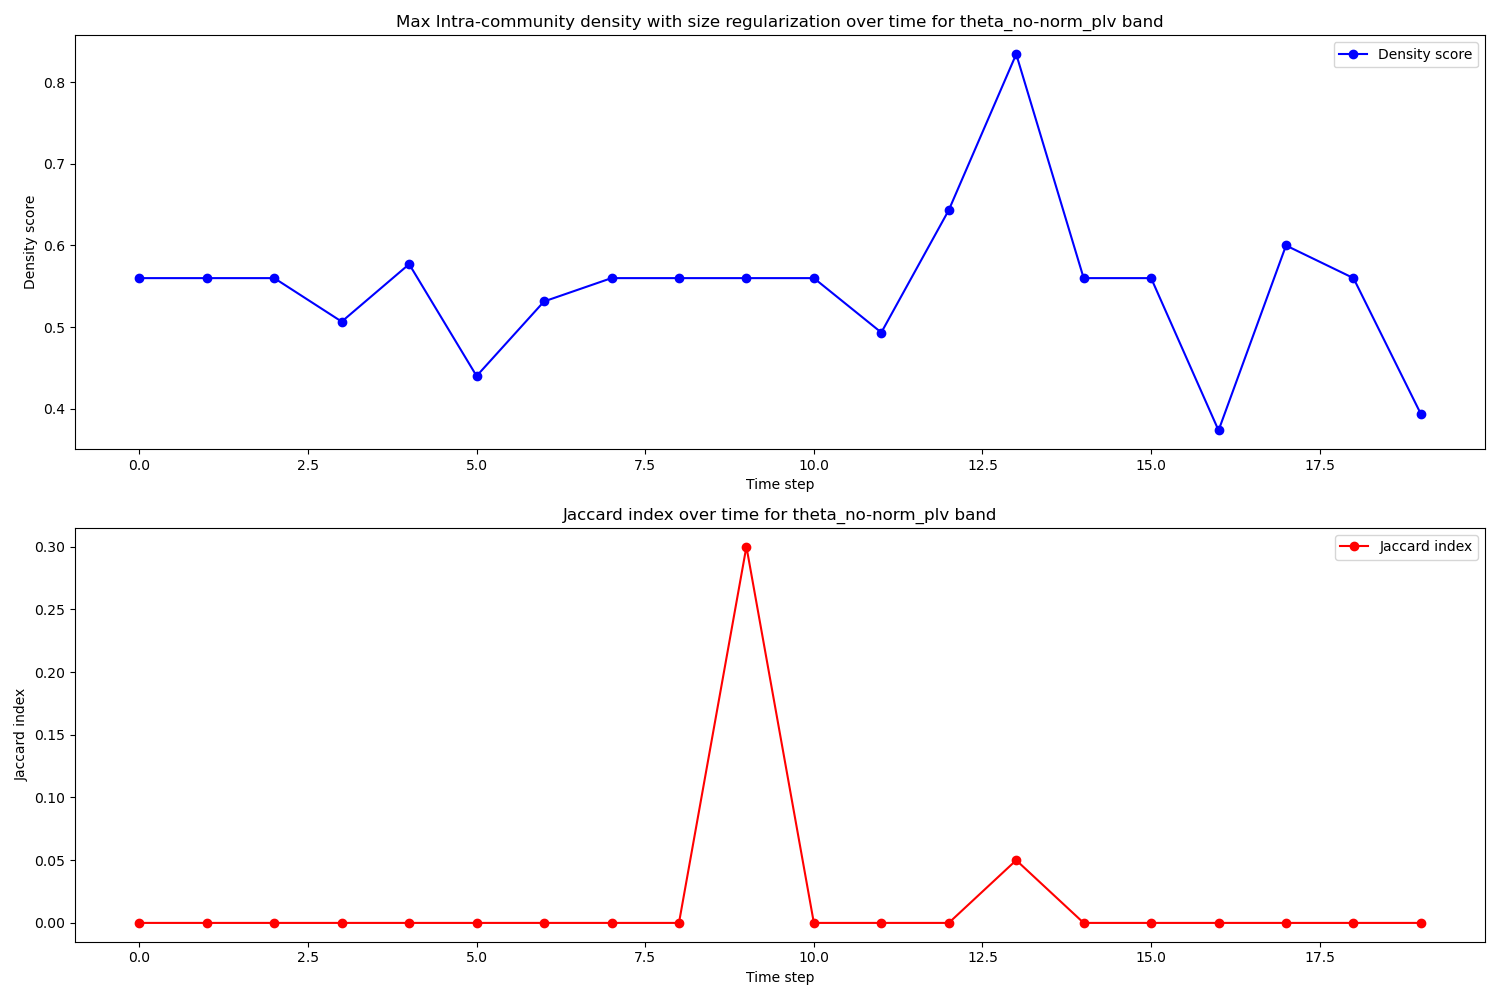 Max Intra-community density with size regularization over time for theta_no-norm_plv band
Density score
0.8
0.7
0.6
0.5
0.4
Density score
0.0 2.5 5.0 7.5 10.0 12.5 15.0 17.5
Time step
Jaccard index over time for theta_no-norm_plv band
Jaccard index
0.30
0.25
0.20
0.15
0.10
0.05
0.00
Jaccard index
0.0 2.5 5.0 7.5 10.0 12.5 15.0 17.5
Time step